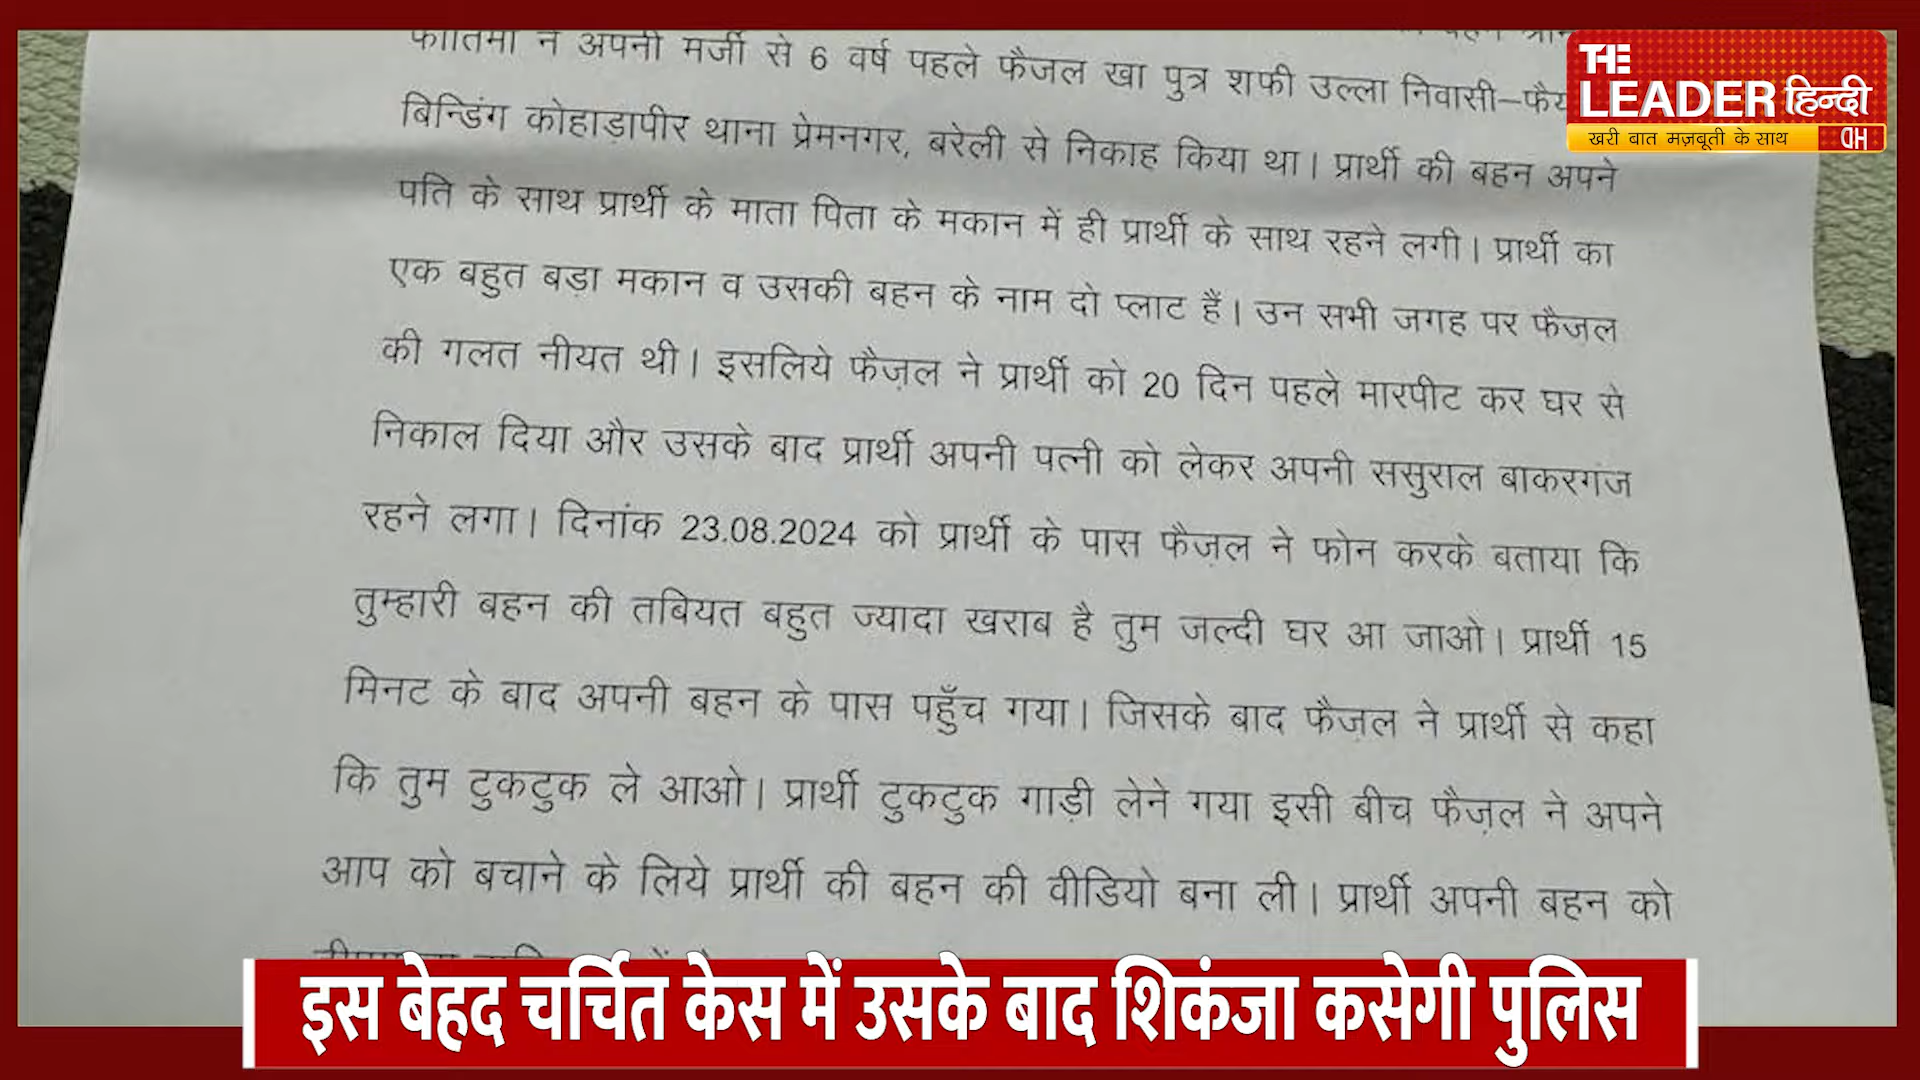 THE
LEADER हिन्दी
खरी बात मज़बूती के साथ
ने अपनी मर्जी से 6 वर्ष पहले फैजल खा पुत्र शफी उल्ला निवासी–फैय
बिन्डिंग कोहाड़ापीर थाना प्रेमनगर, बरेली से निकाह किया था। प्रार्थी की बहन अपने
पति के साथ प्रार्थी के माता पिता के मकान में ही प्रार्थी के साथ रहने लगी। प्रार्थी का
एक बहुत बड़ा मकान व उसकी बहन के नाम दो प्लाट हैं। उन सभी जगह पर फैज़ल
की गलत नीयत थी। इसलिये फैज़ल ने प्रार्थी को 20 दिन पहले मारपीट कर घर से
निकाल दिया और उसके बाद प्रार्थी अपनी पत्नी को लेकर अपनी ससुराल बाकरगंज
रहने लगा। दिनांक 23.08.2024 को प्रार्थी के पास फैज़ल ने फोन करके बताया कि
तुम्हारी बहन की तबियत बहुत ज्यादा खराब है तुम जल्दी घर आ जाओ। प्रार्थी 15
मिनट के बाद अपनी बहन के पास पहुँच गया। जिसके बाद फैज़ल ने प्रार्थी से कहा
कि तुम टुकटुक ले आओ। प्रार्थी टुकटुक गाड़ी लेने गया इसी बीच फैज़ल ने अपने
आप को बचाने के लिये प्रार्थी की बहन की वीडियो बना ली। प्रार्थी अपनी बहन को
इस बेहद चर्चित केस में उसके बाद शिकंजा कसेगी पुलिस